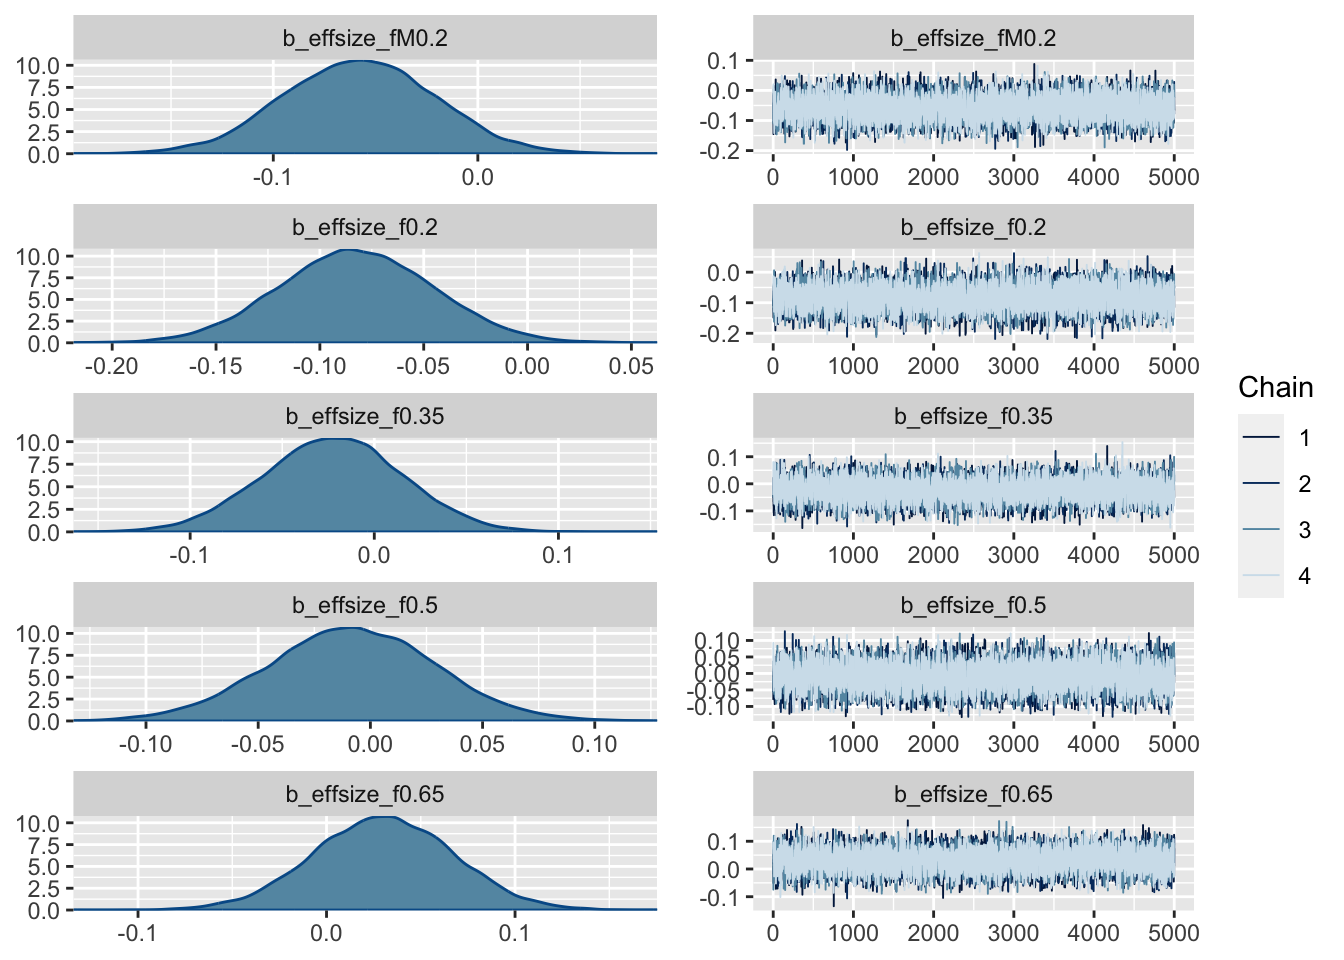 b_effsize_fM0.2
10.0
7.5
5.0
2.5
0.0
-0.1 0.0
b_effsize_fM0.2
0.1
0.0
-0.1
-0.2
0 1000 2000 3000 4000 5000
b_effsize_f0.2
10.0
7.5
5.0
2.5
0.0
-0.20 -0.15 -0.10 -0.05 0.00 0.05
b_effsize_f0.2
0.0
-0.1
-0.2
0 1000 2000 3000 4000 5000
b_effsize_f0.35
10.0
7.5
5.0
2.5
0.0
-0.1 0.0 0.1
b_effsize_f0.35
0.1
0.0
-0.1
0 1000 2000 3000 4000 5000
b_effsize_f0.5
10.0
7.5
5.0
2.5
0.0
-0.10 -0.05 0.00 0.05 0.10
b_effsize_f0.5
0.10
0.05
0.00
-0.05
-0.10
0 1000 2000 3000 4000 5000
b_effsize_f0.65
10.0
7.5
5.0
2.5
0.0
-0.1 0.0 0.1
b_effsize_f0.65
0.1
0.0
-0.1
0 1000 2000 3000 4000 5000
Chain
1
2
3
4